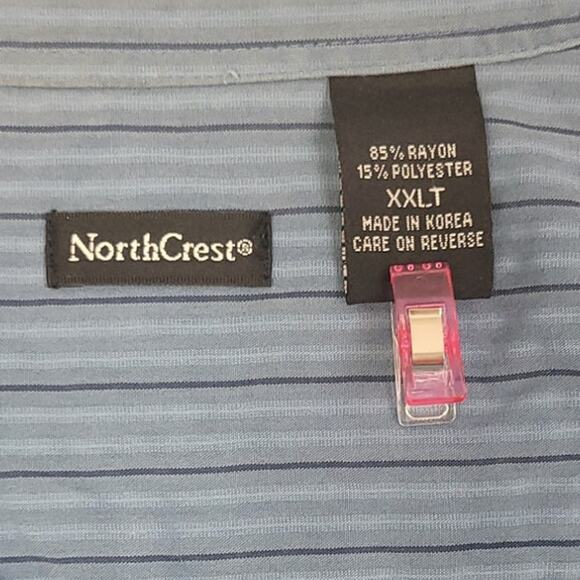 NorthCrest®
85% RAYON
15% POLYESTER
XXLT
MADE IN KOREA
CARE ON REVERSE